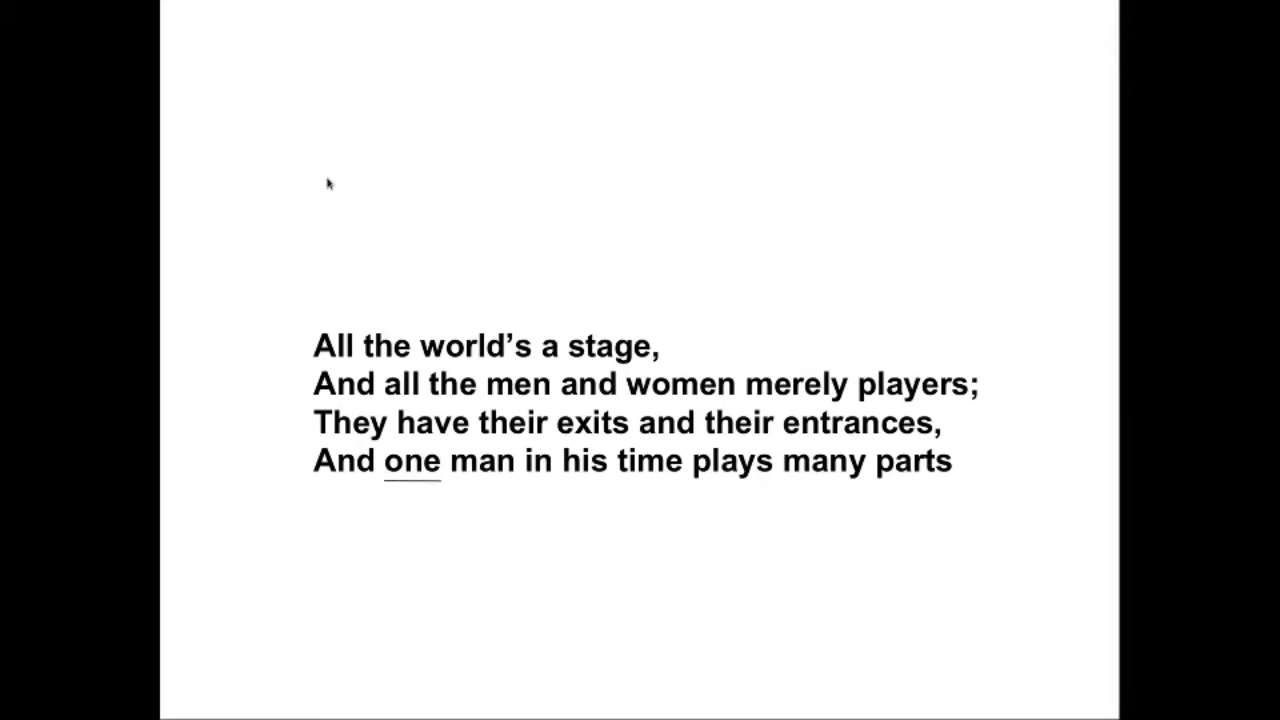 All the world’s a stage,
And all the men and women merely players;
They have their exits and their entrances,
And one man in his time plays many parts